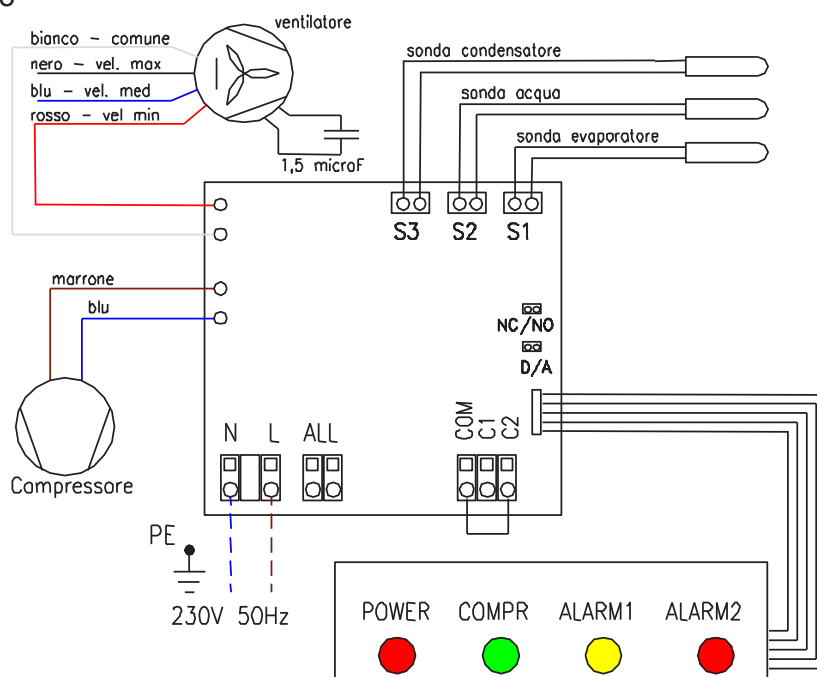 ventilatore
bianco – comune
nero – vel. max
blu – vel. med
rosso – vel min
1,5 microF
sonda condensatore
sonda acqua
sonda evaporatore
S3 S2 S1
marrone
blu
NC/NO
D/A
Compressore
N L ALL
COM C1 C2
PE
230V 50Hz
POWER COMPR ALARM1 ALARM2